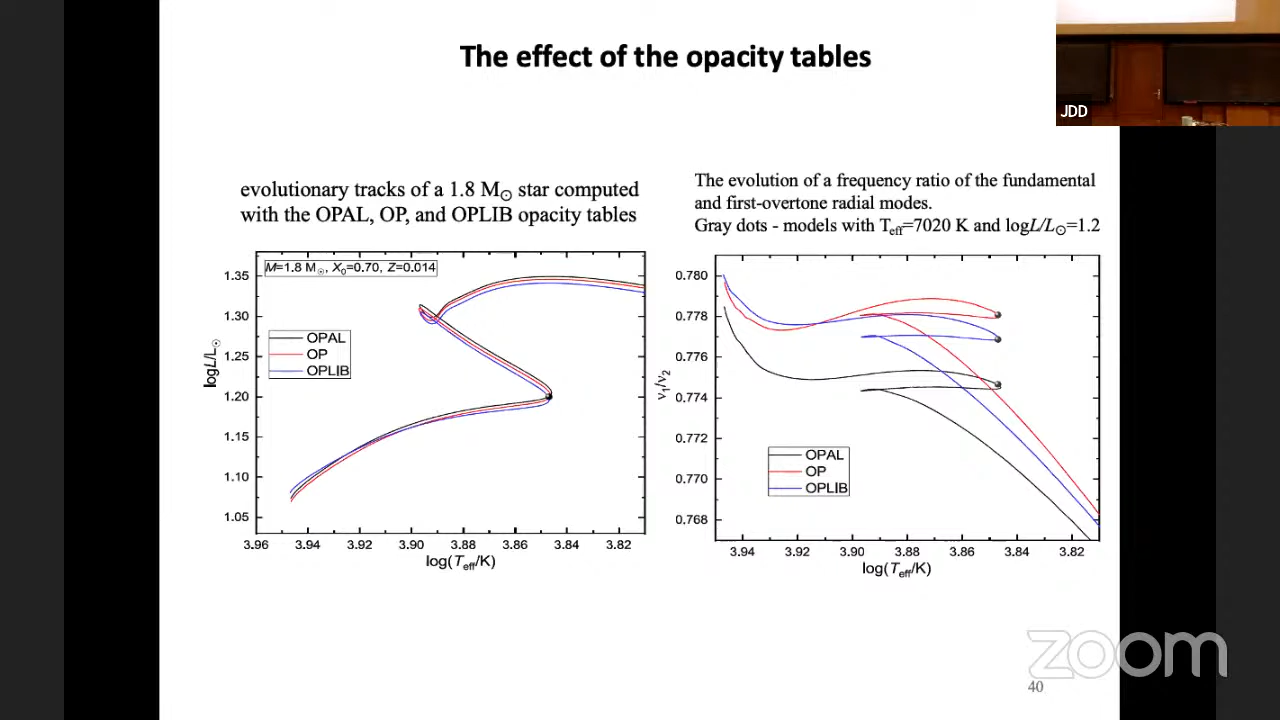 The effect of the opacity tables
JDD
evolutionary tracks of a 1.8 M☉ star computed
with the OPAL, OP, and OPLIB opacity tables
The evolution of a frequency ratio of the fundamental
and first-overtone radial modes.
Gray dots - models with Teff=7020 K and logL/L☉=1.2
M=1.8 M☉, X0=0.70, Z=0.014
1.35
1.30
1.25
1.20
1.15
1.10
1.05
logL/L☉
OPAL
OP
OPLIB
3.96 3.94 3.92 3.90 3.88 3.86 3.84 3.82
log(Teff/K)
0.780
0.778
0.776
0.774
0.772
0.770
0.768
ν1/ν2
OPAL
OP
OPLIB
3.94 3.92 3.90 3.88 3.86 3.84 3.82
log(Teff/K)
zoom
40